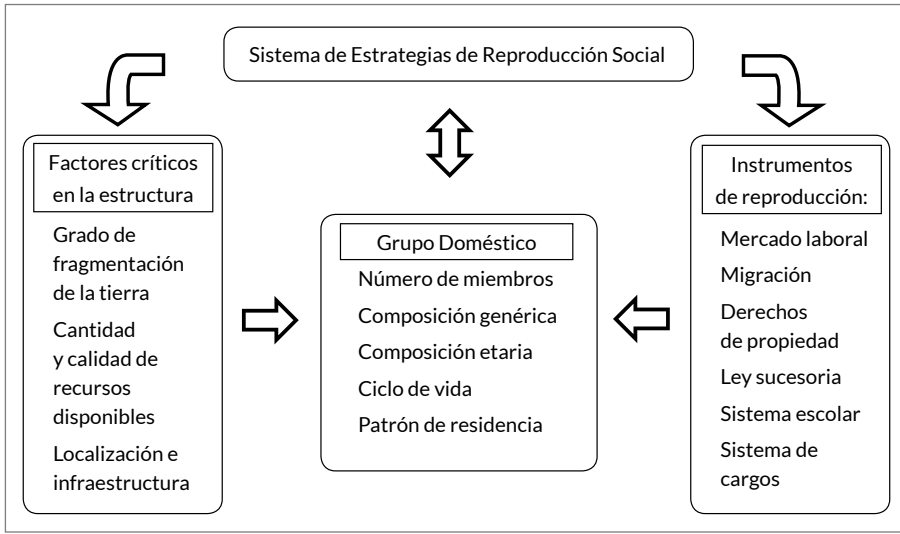 Sistema de Estrategias de Reproducción Social
Factores críticos
en la estructura
Grado de
fragmentación
de la tierra
Cantidad
y calidad de
recursos
disponibles
Localización e
infraestructura
Grupo Doméstico
Número de miembros
Composición genérica
Composición etaria
Ciclo de vida
Patrón de residencia
Instrumentos
de reproducción:
Mercado laboral
Migración
Derechos
de propiedad
Ley sucesoria
Sistema escolar
Sistema de
cargos